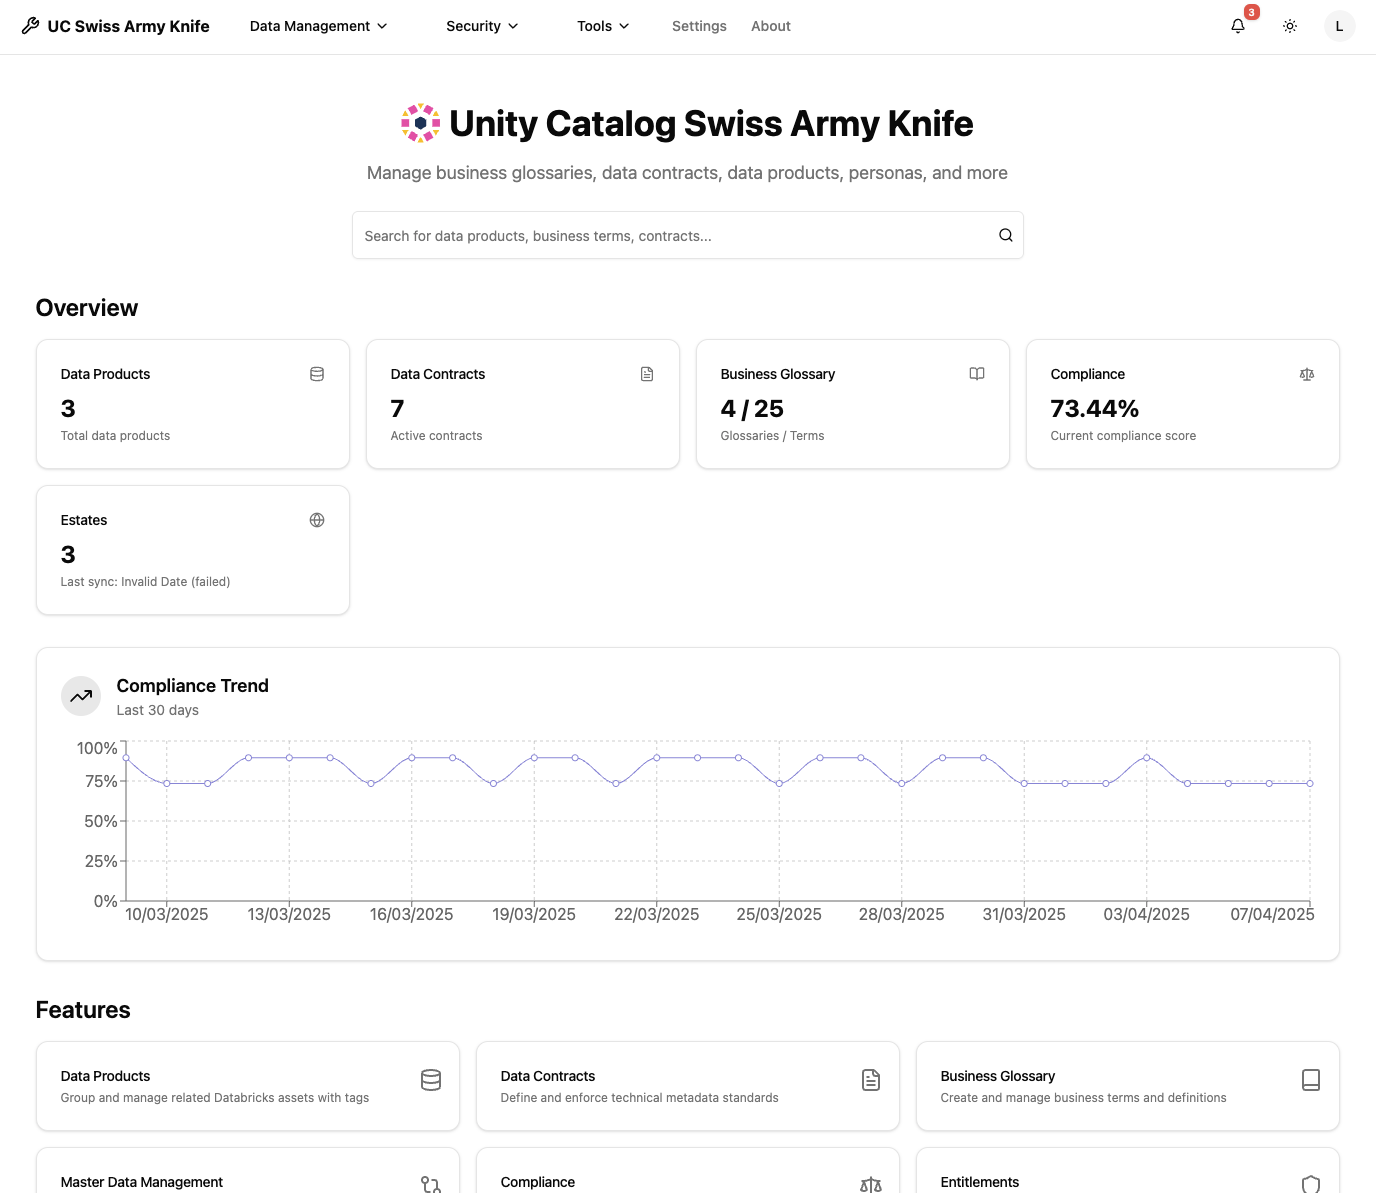 UC Swiss Army Knife
Data Management
Security
Tools
Settings
About
3
L
Unity Catalog Swiss Army Knife
Manage business glossaries, data contracts, data products, personas, and more
Search for data products, business terms, contracts...
Overview
Data Products
3
Total data products
Data Contracts
7
Active contracts
Business Glossary
4 / 25
Glossaries / Terms
Compliance
73.44%
Current compliance score
Estates
3
Last sync: Invalid Date (failed)
Compliance Trend
Last 30 days
100%
75%
50%
25%
0%
10/03/2025 13/03/2025 16/03/2025 19/03/2025 22/03/2025 25/03/2025 28/03/2025 31/03/2025 03/04/2025 07/04/2025
Features
Data Products
Group and manage related Databricks assets with tags
Data Contracts
Define and enforce technical metadata standards
Business Glossary
Create and manage business terms and definitions
Master Data Management
Compliance
Entitlements